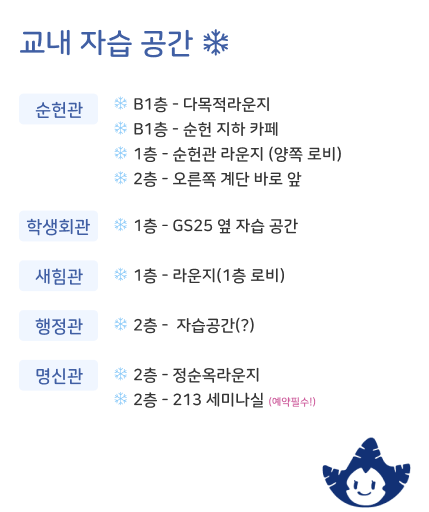 교내 자습 공간
순헌관
B1층 - 다목적라운지
B1층 - 순헌 지하 카페
1층 - 순헌관 라운지 (양쪽 로비)
2층 - 오른쪽 계단 바로 앞
학생회관
1층 - GS25 옆 자습 공간
새힘관
1층 - 라운지(1층 로비)
행정관
2층 - 자습공간(?)
명신관
2층 - 정순옥라운지
2층 - 213 세미나실 (예약필수!)